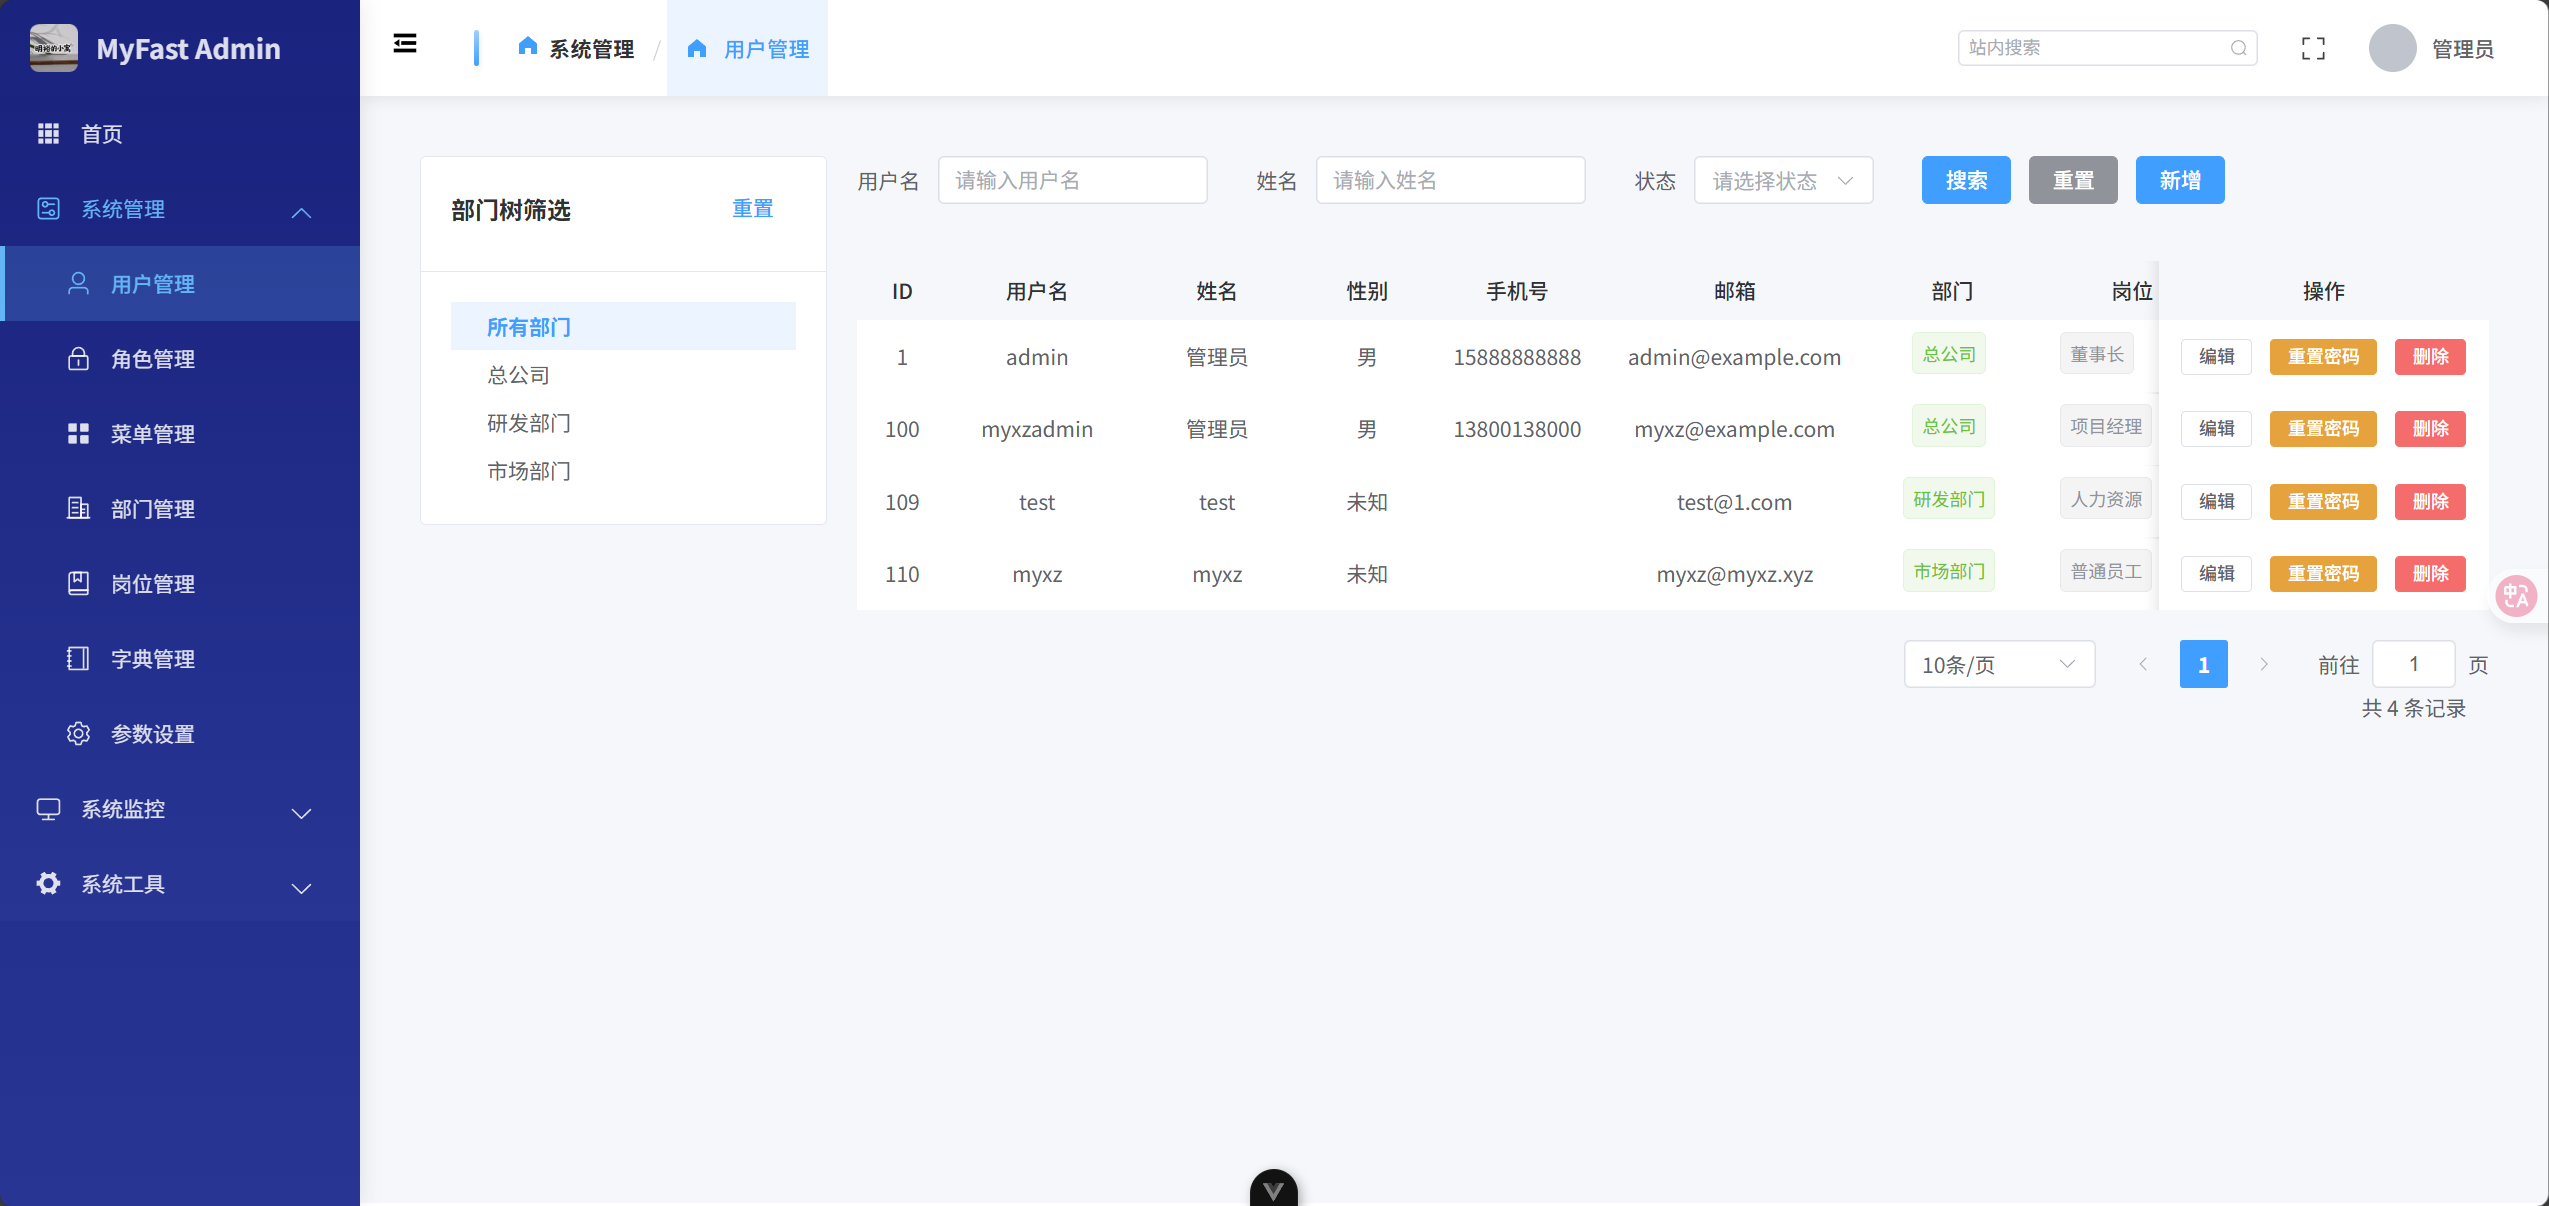 明裕的小寓
MyFast Admin
首页
系统管理
用户管理
角色管理
菜单管理
部门管理
岗位管理
字典管理
参数设置
系统监控
系统工具
系统管理 / 用户管理
站内搜索
管理员
部门树筛选 重置
所有部门
总公司
研发部门
市场部门
用户名 请输入用户名 姓名 请输入姓名 状态 请选择状态 搜索 重置 新增
ID 用户名 姓名 性别 手机号 邮箱 部门 岗位 操作
1 admin 管理员 男 15888888888 admin@example.com 总公司 董事长 编辑 重置密码 删除
100 myxzadmin 管理员 男 13800138000 myxz@example.com 总公司 项目经理 编辑 重置密码 删除
109 test test 未知 test@1.com 研发部门 人力资源 编辑 重置密码 删除
110 myxz myxz 未知 myxz@myxz.xyz 市场部门 普通员工 编辑 重置密码 删除
中 A
10条/页 1 前往 1 页
共 4 条记录